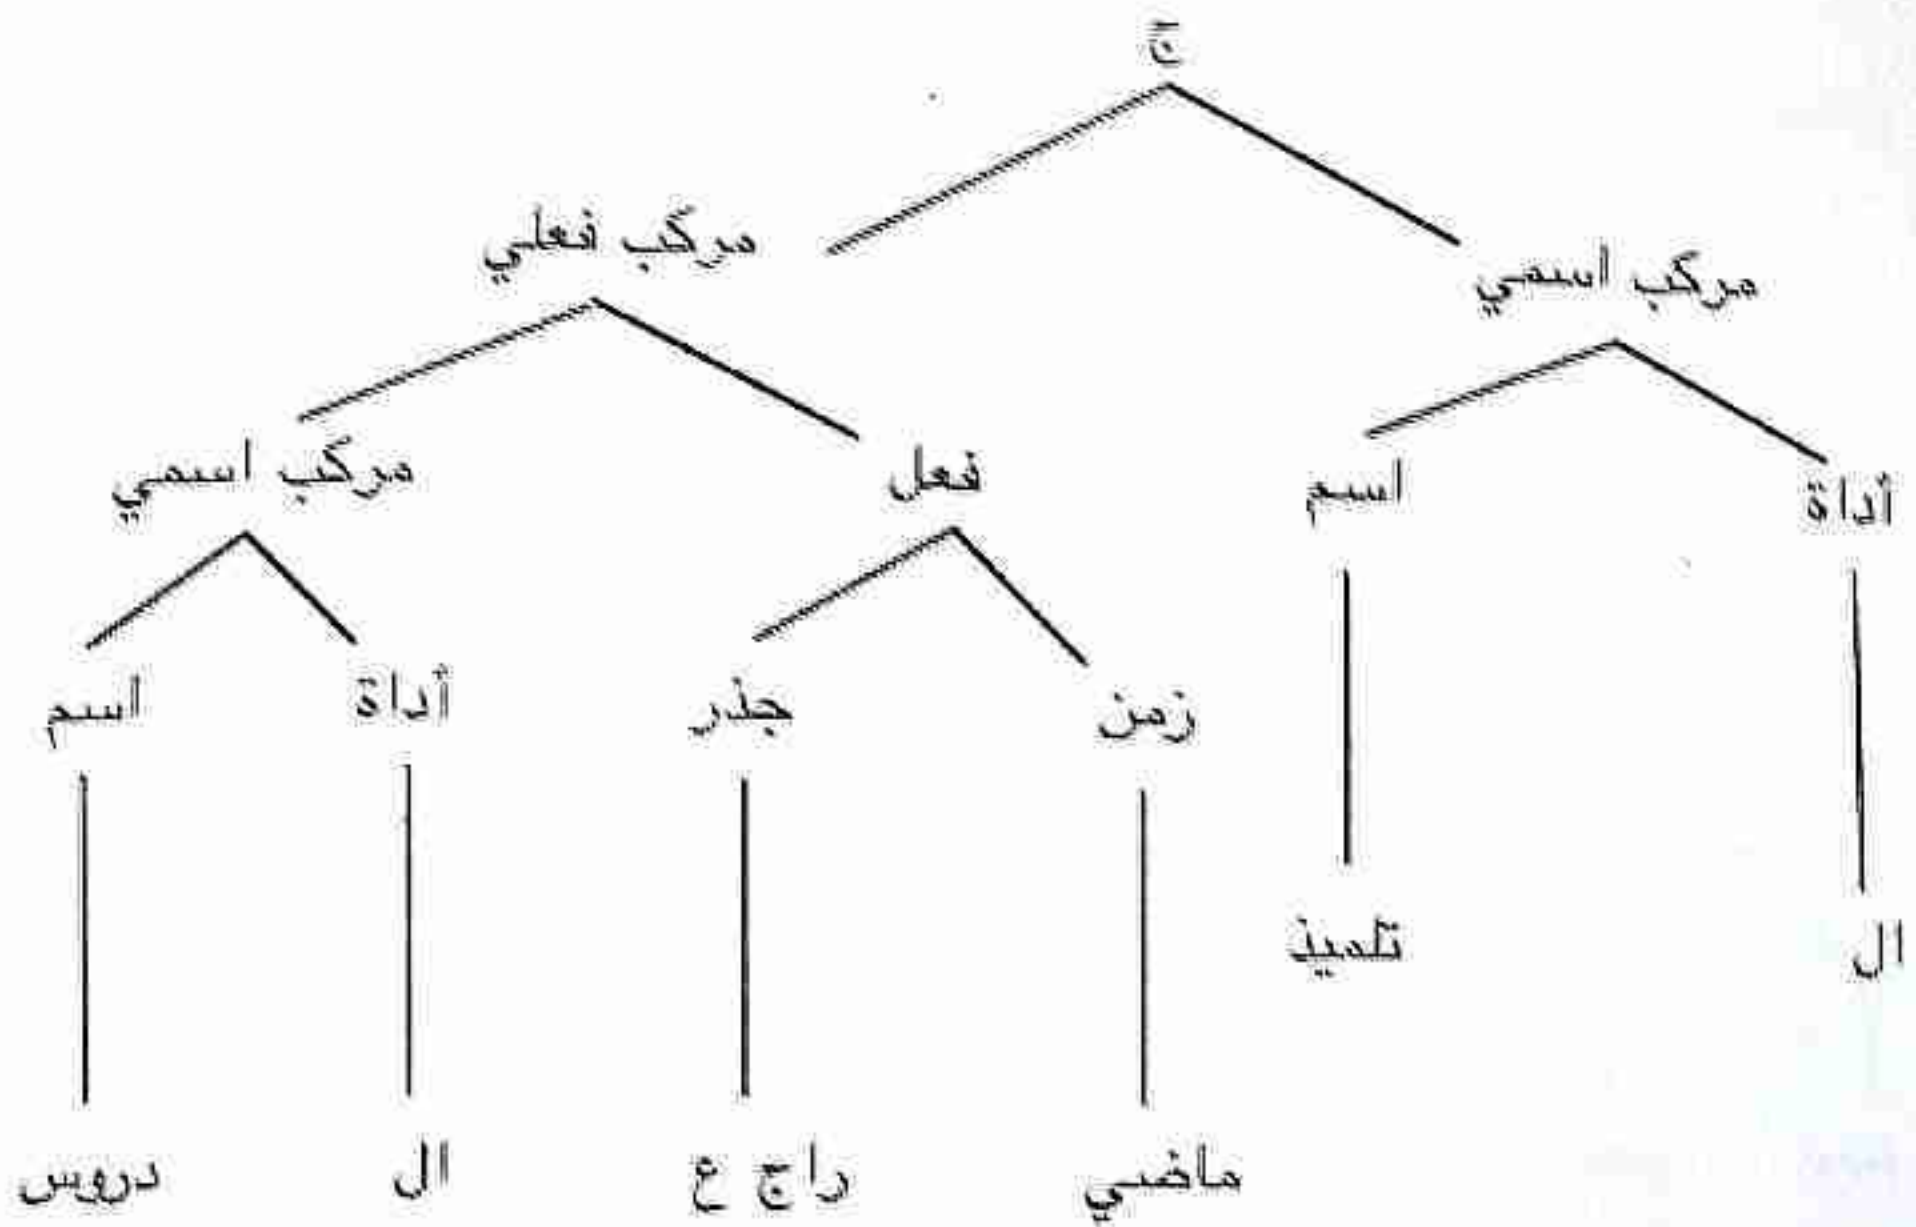 ج
مركب اسمي مركب فعلي
أداة اسم فعل مركب اسمي
زمن جذر أداة اسم
ال تلميذ
ماضي راج ع ال دروس